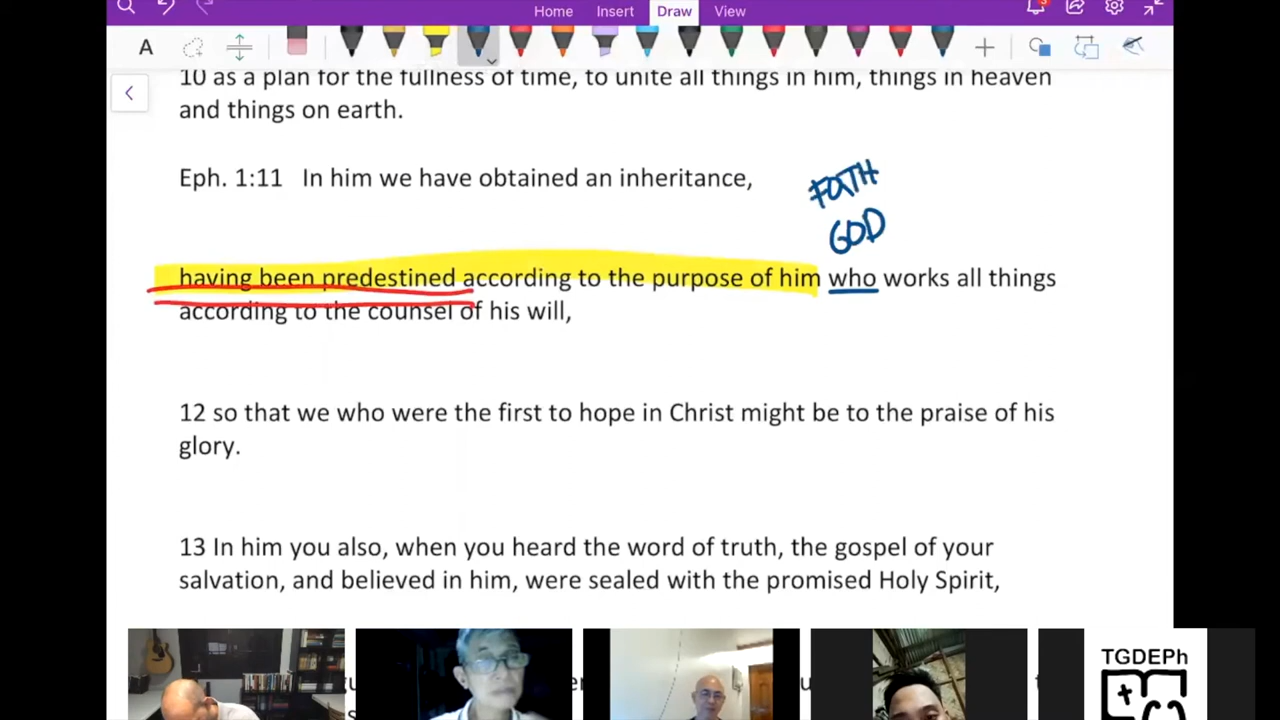 Home Insert Draw View
A
10 as a plan for the fullness of time, to unite all things in him, things in heaven
and things on earth.
Eph. 1:11 In him we have obtained an inheritance,
FAITH
GOD
having been predestined according to the purpose of him who works all things
according to the counsel of his will,
12 so that we who were the first to hope in Christ might be to the praise of his
glory.
13 In him you also, when you heard the word of truth, the gospel of your
salvation, and believed in him, were sealed with the promised Holy Spirit,
TGDEPh